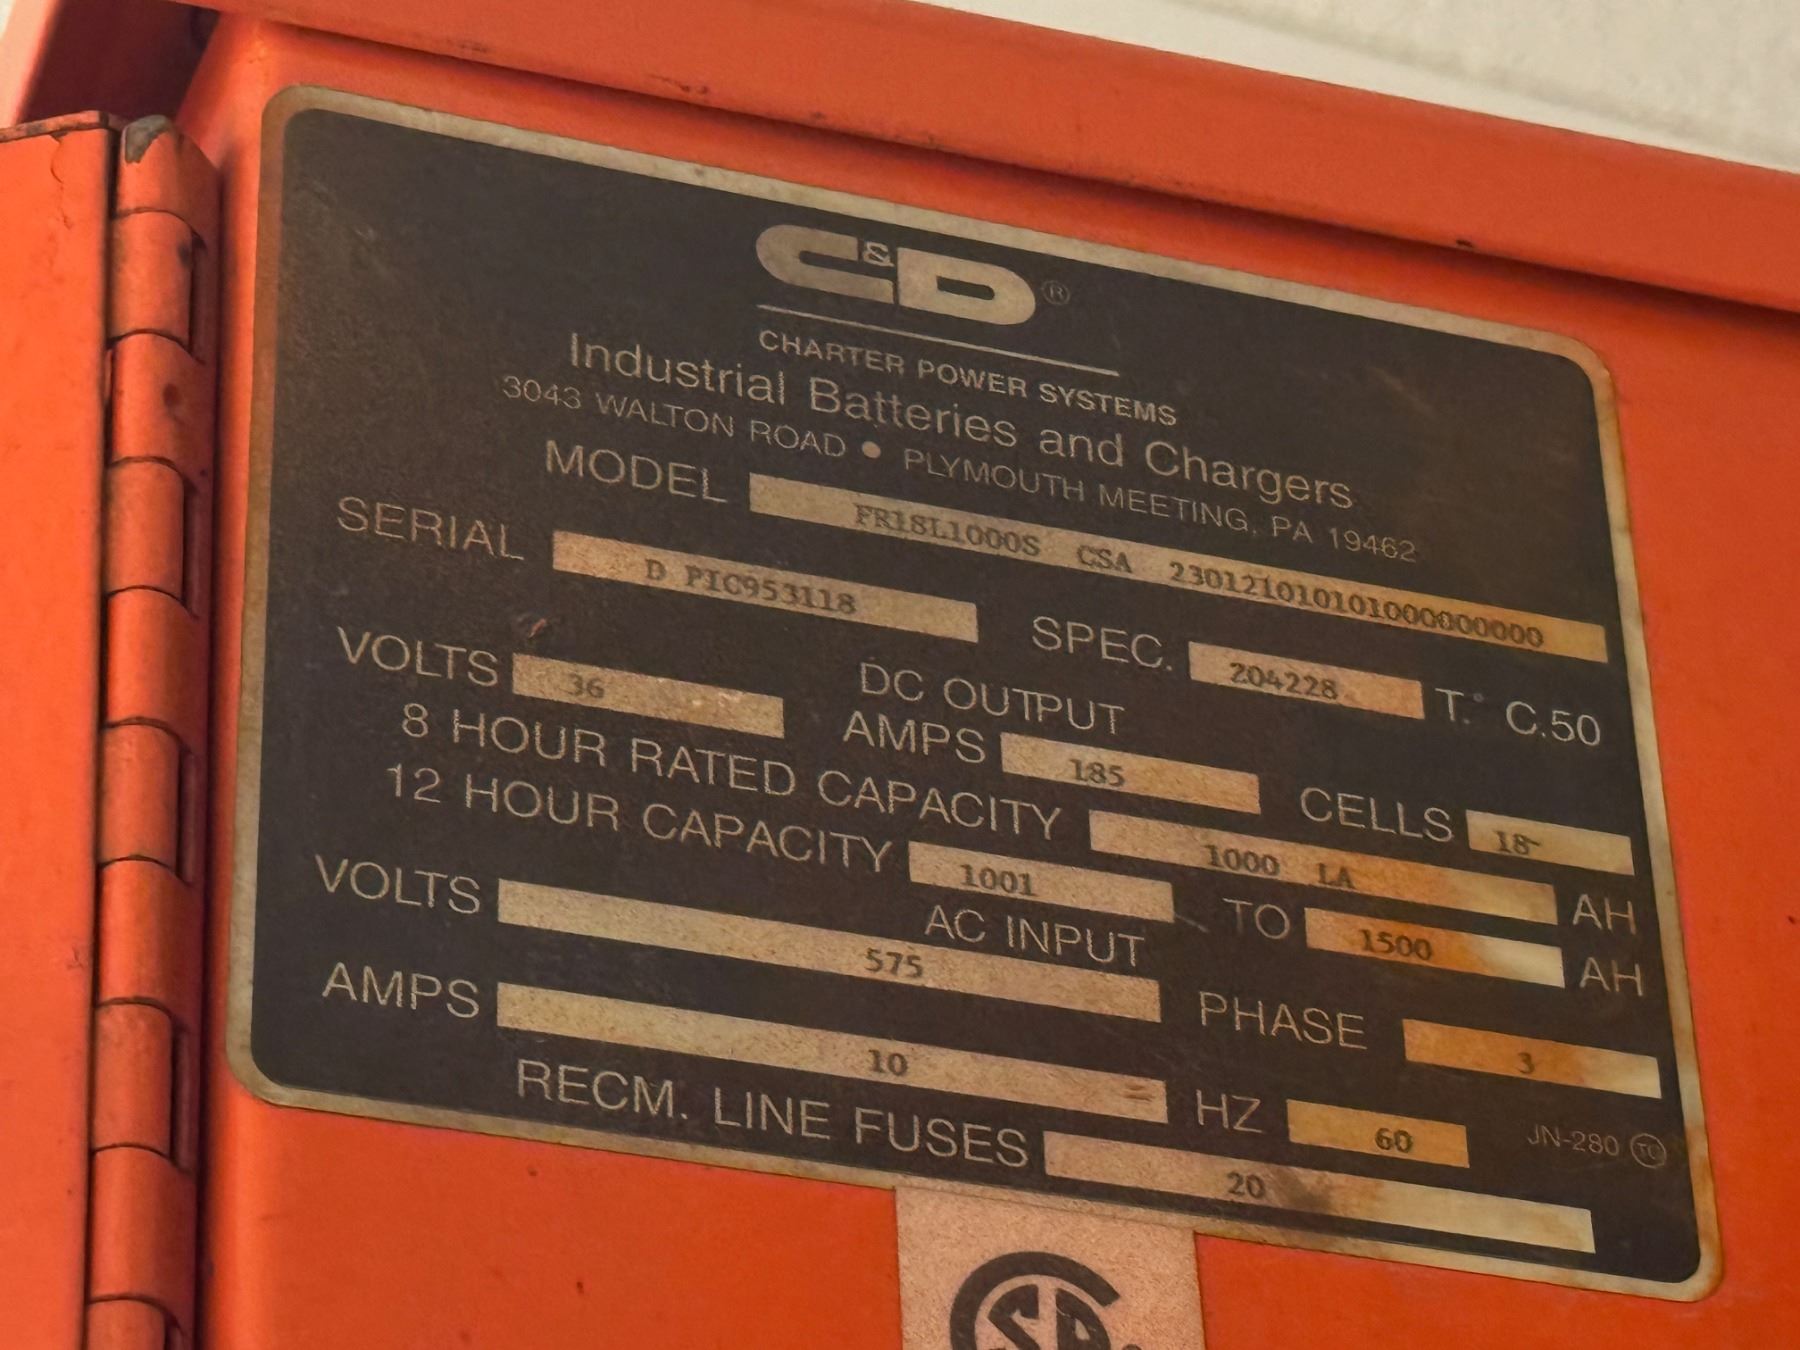 C&D®
CHARTER POWER SYSTEMS
Industrial Batteries and Chargers
3043 WALTON ROAD • PLYMOUTH MEETING, PA 19462
MODEL FR18L1000S CSA 230121010101000000000
SERIAL D PIC953118 SPEC. Z04228 T. C.50
DC OUTPUT
VOLTS 36 AMPS 185 CELLS 18
8 HOUR RATED CAPACITY 1000 LA AH
12 HOUR CAPACITY 1001 TO 1500 AH
AC INPUT
VOLTS 575 PHASE 3
AMPS 10 HZ 60
RECM. LINE FUSES 20
JN-280 TC